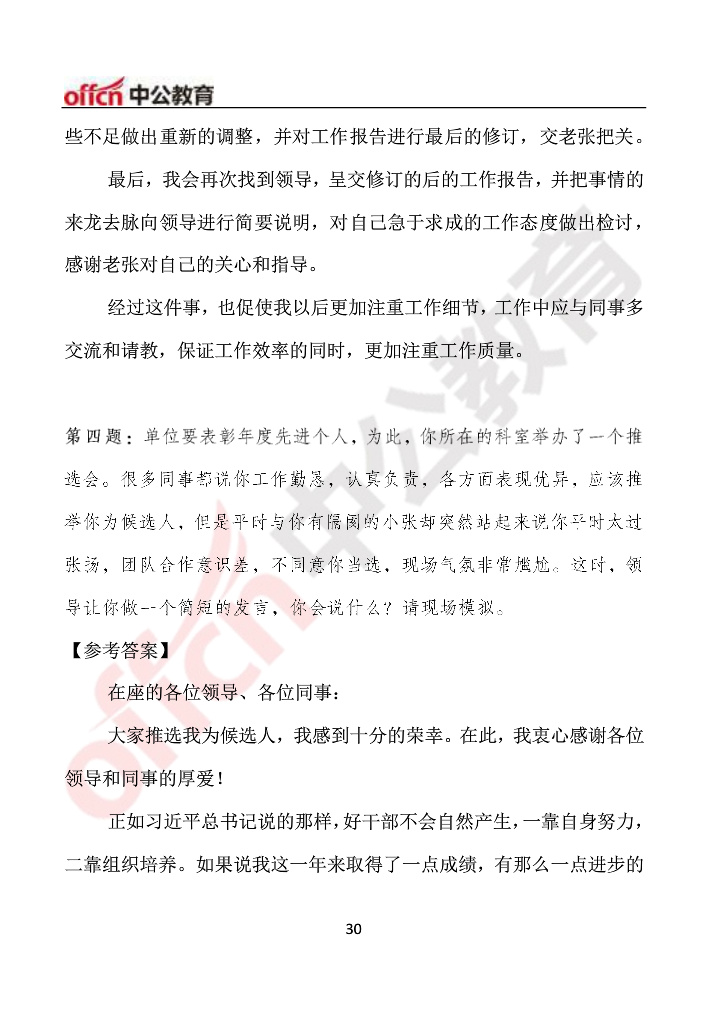 offcn 中公教育
些不足做出重新的调整，并对工作报告进行最后的修订，交老张把关。
最后，我会再次找到领导，呈交修订的后的工作报告，并把事情的
来龙去脉向领导进行简要说明，对自己急于求成的工作态度做出检讨，
感谢老张对自己的关心和指导。
经过这件事，也促使我以后更加注重工作细节，工作中应与同事多
交流和请教，保证工作效率的同时，更加注重工作质量。
第四题：单位要表彰年度先进个人，为此，你所在的科室举办了一个推
选会。很多同事都说你工作勤恳，认真负责，各方面表现优异，应该推
举你为候选人，但是平时与你有隔阂的小张却突然站起来说你平时太过
张扬，团队合作意识差，不同意你当选，现场气氛非常尴尬。这时，领
导让你做一个简短的发言，你会说什么？请现场模拟。
【参考答案】
在座的各位领导、各位同事：
大家推选我为候选人，我感到十分的荣幸。在此，我衷心感谢各位
领导和同事的厚爱！
正如习近平总书记说的那样，好干部不会自然产生，一靠自身努力，
二靠组织培养。如果说我这一年来取得了一点成绩，有那么一点进步的
30
offcn中公教育